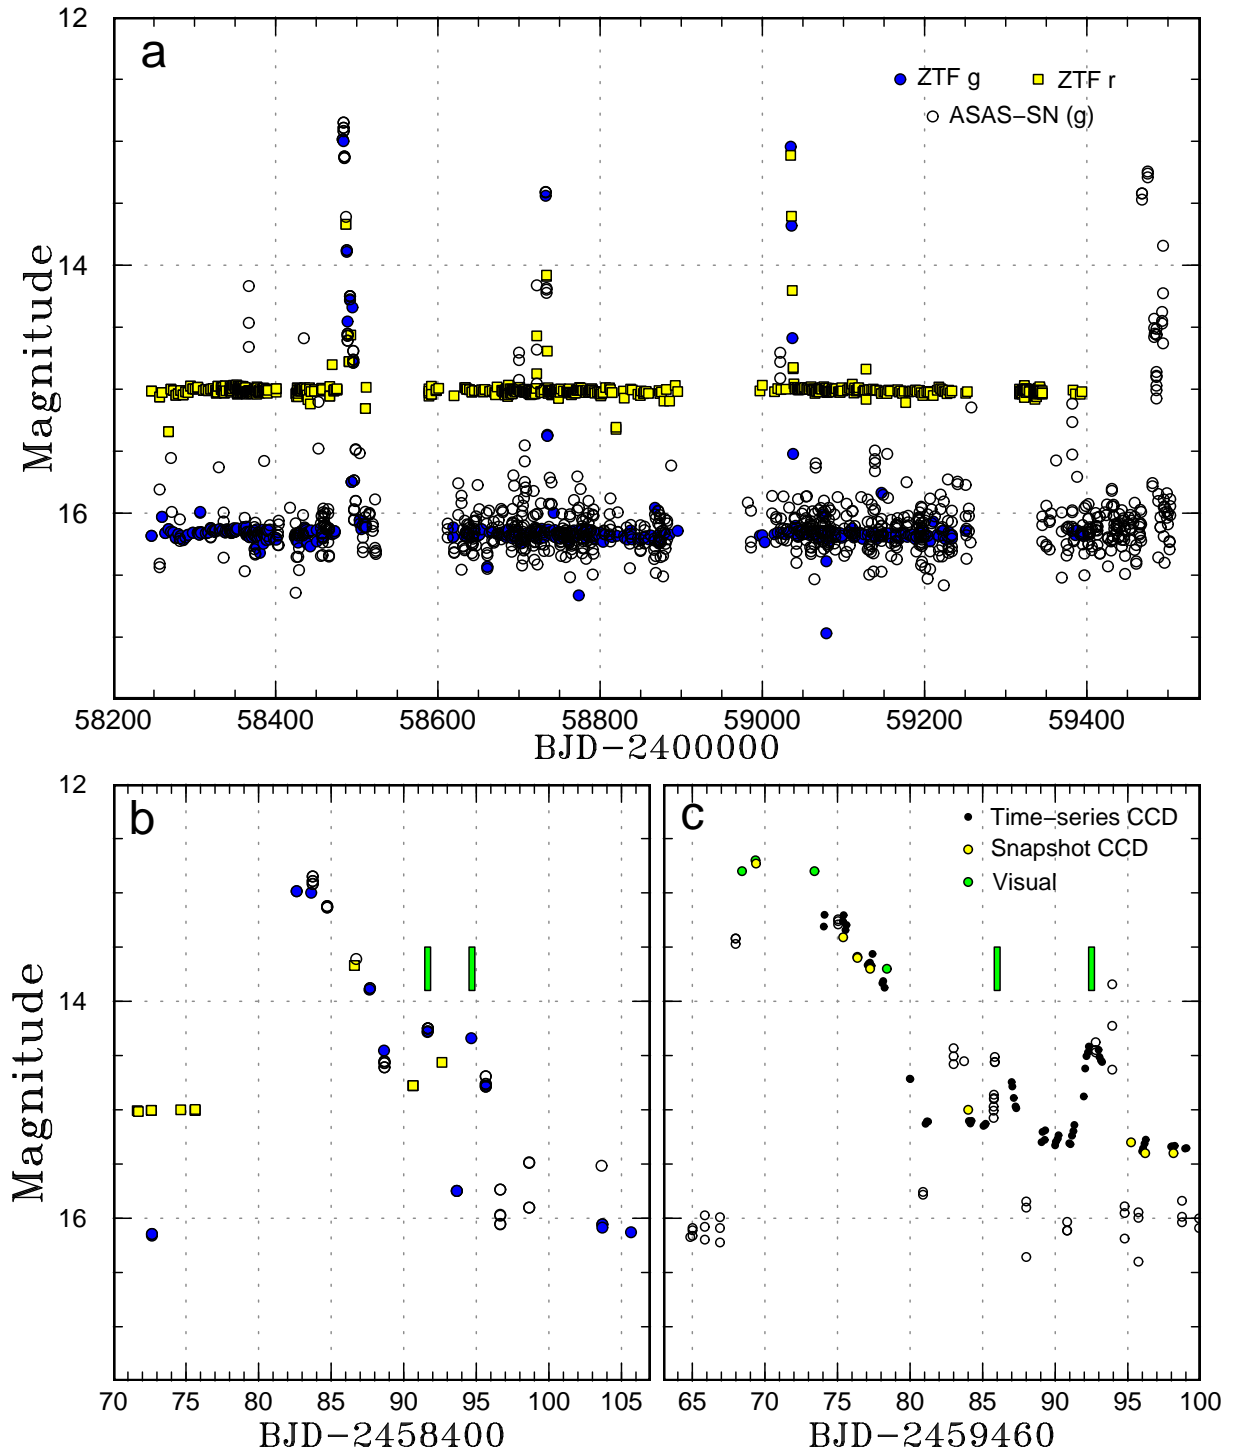 12
a
ZTF g
ZTF r
ASAS−SN (g)
14
Magnitude
16
58200
58400
58600
58800
59000
59200
59400
BJD−2400000
12
b
c
Time−series CCD
Snapshot CCD
Visual
14
Magnitude
16
70
75
80
85
90
95
100
105
65
70
75
80
85
90
95
100
BJD−2458400
BJD−2459460